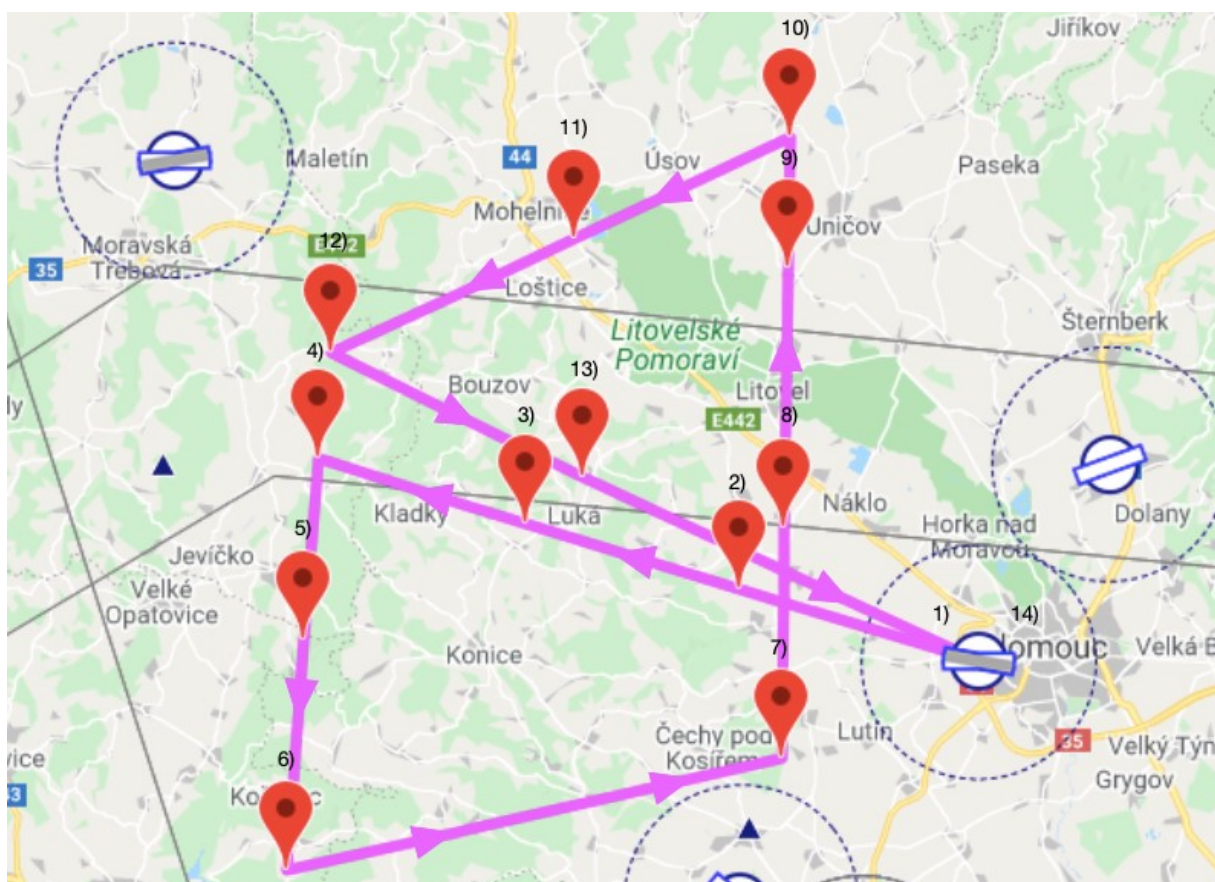 10)
Jiříkov
11)
Maletín
44
Úsov
9)
Paseka
Mohelnice
Uničov
Moravská
Třebová
35
12)
E442
Loštice
Litovelské
Pomoraví
Šternberk
4)
Bouzov
13)
Litovel
3)
E442
8)
2)
Náklo
Kladky
Luká
Horka nad
Moravou
Dolany
5)
Jevíčko
Velké
Opatovice
1)
14)
Olomouc
Konice
7)
Čechy pod
Kosířem
Lutín
35
Velký Týn
Grygov
6)